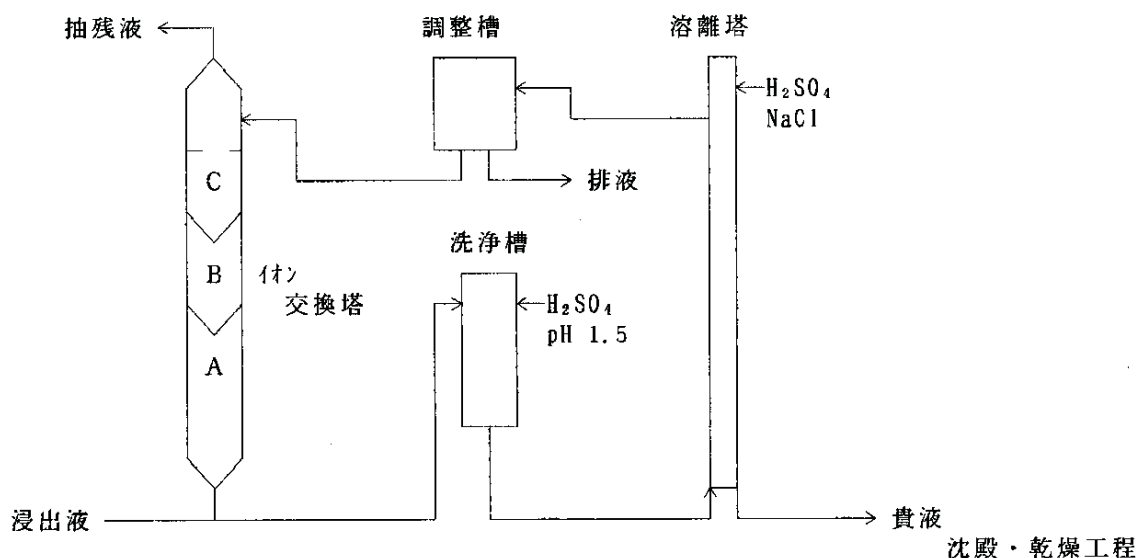 抽残液
調整槽
溶離塔
H₂SO₄
NaCl
C
排液
洗浄槽
B
イオン
交換塔
H₂SO₄
pH 1.5
A
浸出液
貴液
沈殿・乾燥工程